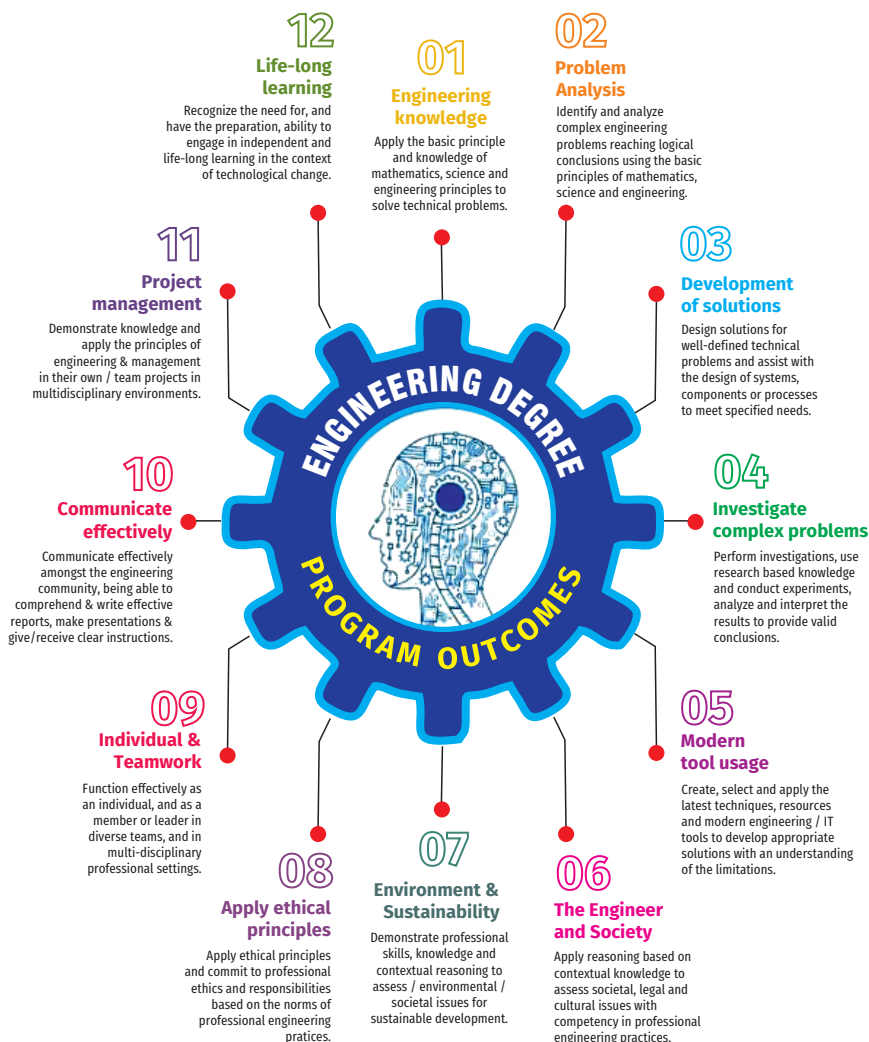 ENGINEERING DEGREE
PROGRAM OUTCOMES
01
Engineering
knowledge
Apply the basic principle
and knowledge of
mathematics, science and
engineering principles to
solve technical problems.
02
Problem
Analysis
Identify and analyze
complex engineering
problems reaching logical
conclusions using the basic
principles of mathematics,
science and engineering.
03
Development
of solutions
Design solutions for
well-defined technical
problems and assist with
the design of systems,
components or processes
to meet specified needs.
04
Investigate
complex problems
Perform investigations, use
research based knowledge
and conduct experiments,
analyze and interpret the
results to provide valid
conclusions.
05
Modern
tool usage
Create, select and apply the
latest techniques, resources
and modern engineering / IT
tools to develop appropriate
solutions with an understanding
of the limitations.
06
The Engineer
and Society
Apply reasoning based on
contextual knowledge to
assess societal, legal and
cultural issues with
competency in professional
engineering practices.
07
Environment &
Sustainability
Demonstrate professional
skills, knowledge and
contextual reasoning to
assess / environmental /
societal issues for
sustainable development.
08
Apply ethical
principles
Apply ethical principles
and commit to professional
ethics and responsibilities
based on the norms of
professional engineering
pratices.
09
Individual &
Teamwork
Function effectively as
an individual, and as a
member or leader in
diverse teams, and in
multi-disciplinary
professional settings.
10
Communicate
effectively
Communicate effectively
amongst the engineering
community, being able to
comprehend & write effective
reports, make presentations &
give/receive clear instructions.
11
Project
management
Demonstrate knowledge and
apply the principles of
engineering & management
in their own / team projects in
multidisciplinary environments.
12
Life-long
learning
Recognize the need for, and
have the preparation, ability to
engage in independent and
life-long learning in the context
of technological change.